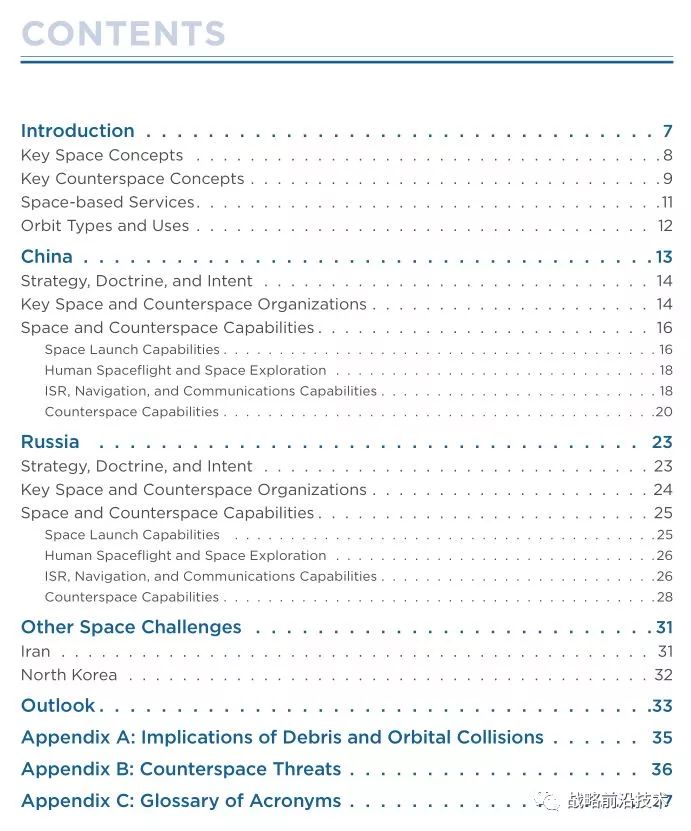 CONTENTS
Introduction . . . . . . . . . . . . . . . . . . . . . . . . . . . . . . . 7
Key Space Concepts . . . . . . . . . . . . . . . . . . . . . . . . . . . . . 8
Key Counterspace Concepts . . . . . . . . . . . . . . . . . . . . . . . . . 9
Space-based Services . . . . . . . . . . . . . . . . . . . . . . . . . . . . 11
Orbit Types and Uses . . . . . . . . . . . . . . . . . . . . . . . . . . . . 12
China . . . . . . . . . . . . . . . . . . . . . . . . . . . . . . . . . . . 13
Strategy, Doctrine, and Intent . . . . . . . . . . . . . . . . . . . . . . . 14
Key Space and Counterspace Organizations . . . . . . . . . . . . . . . . . . 14
Space and Counterspace Capabilities . . . . . . . . . . . . . . . . . . . . 16
Space Launch Capabilities . . . . . . . . . . . . . . . . . . . . . . . . . 16
Human Spaceflight and Space Exploration . . . . . . . . . . . . . . . . . . 18
ISR, Navigation, and Communications Capabilities . . . . . . . . . . . . . . 18
Counterspace Capabilities . . . . . . . . . . . . . . . . . . . . . . . . . 20
Russia . . . . . . . . . . . . . . . . . . . . . . . . . . . . . . . . . . 23
Strategy, Doctrine, and Intent . . . . . . . . . . . . . . . . . . . . . . . 23
Key Space and Counterspace Organizations . . . . . . . . . . . . . . . . . . 24
Space and Counterspace Capabilities . . . . . . . . . . . . . . . . . . . . 25
Space Launch Capabilities . . . . . . . . . . . . . . . . . . . . . . . . . 25
Human Spaceflight and Space Exploration . . . . . . . . . . . . . . . . . . 26
ISR, Navigation, and Communications Capabilities . . . . . . . . . . . . . . 26
Counterspace Capabilities . . . . . . . . . . . . . . . . . . . . . . . . . 28
Other Space Challenges . . . . . . . . . . . . . . . . . . . . . . . . . . 31
Iran . . . . . . . . . . . . . . . . . . . . . . . . . . . . . . . . . . . 31
North Korea . . . . . . . . . . . . . . . . . . . . . . . . . . . . . . . . 32
Outlook . . . . . . . . . . . . . . . . . . . . . . . . . . . . . . . . . . 33
Appendix A: Implications of Debris and Orbital Collisions . . . . . . 35
Appendix B: Counterspace Threats . . . . . . . . . . . . . . . . . . . 36
Appendix C: Glossary of Acronyms . . . . . . . . . . . . .
战略前沿技术